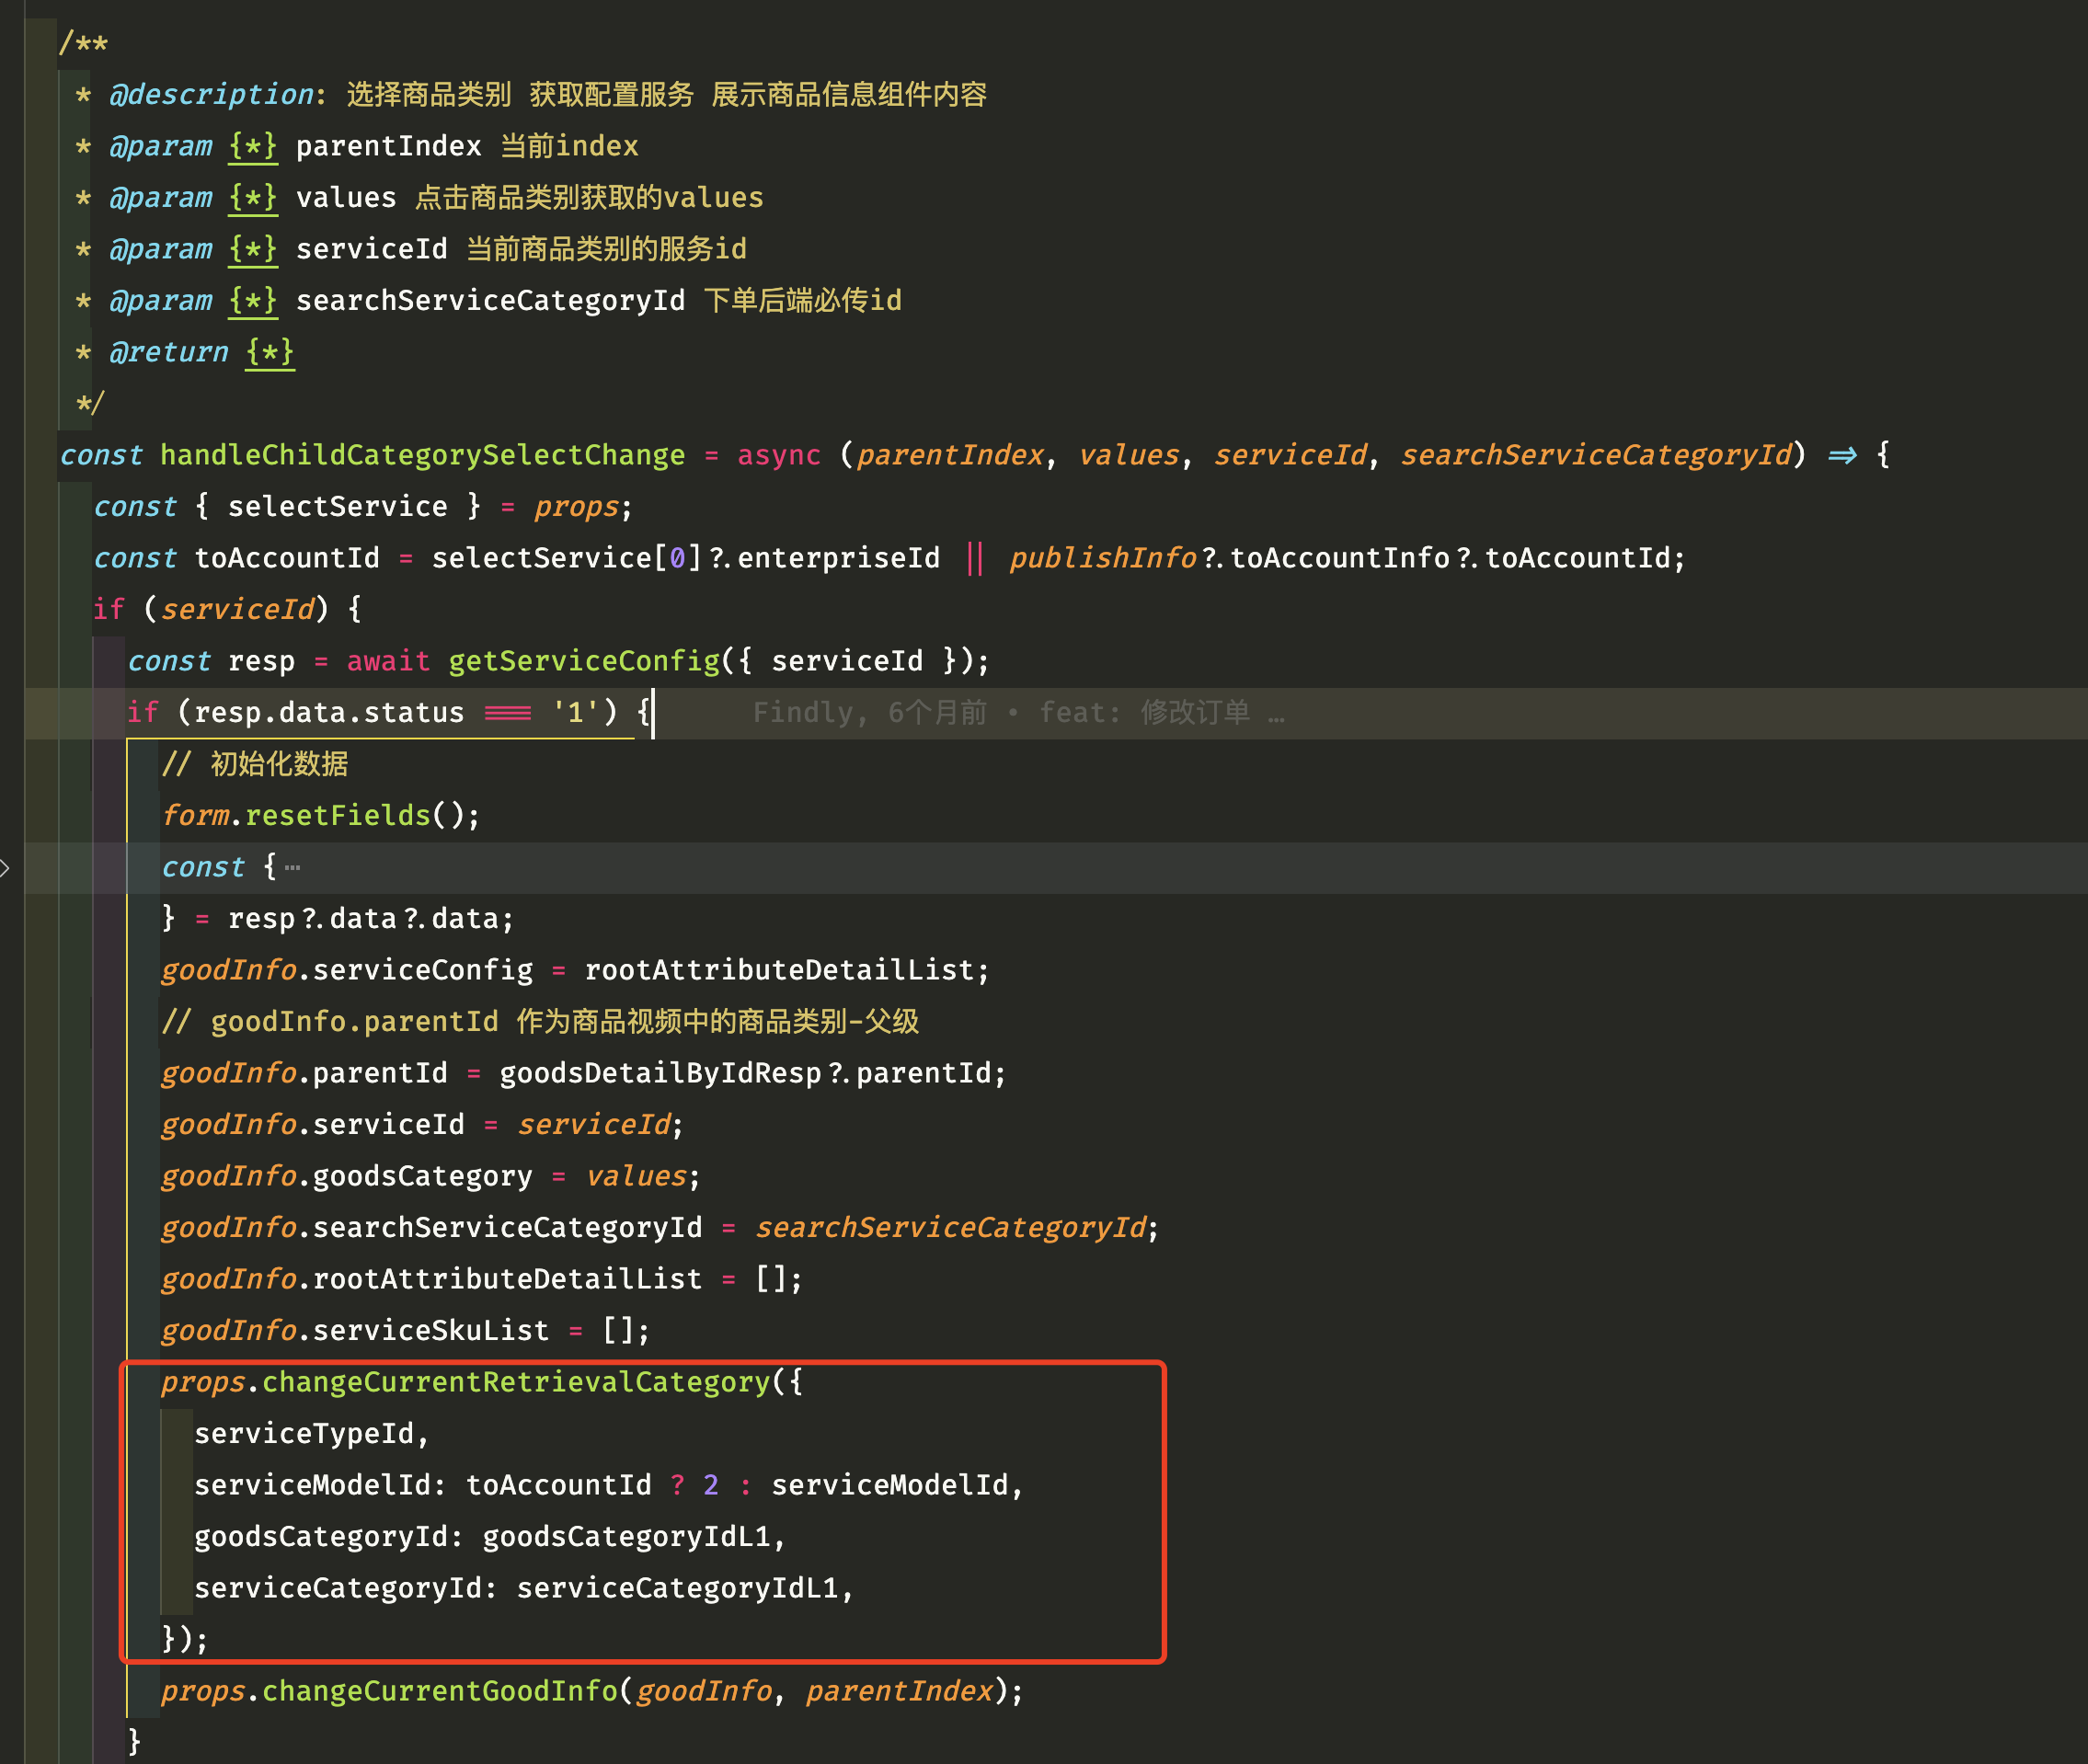 /**
 * @description: 选择商品类别 获取配置服务 展示商品信息组件内容
 * @param {*} parentIndex 当前index
 * @param {*} values 点击商品类别获取的values
 * @param {*} serviceId 当前商品类别的服务id
 * @param {*} searchServiceCategoryId 下单后端必传id
 * @return {*}
 */
const handleChildCategorySelectChange = async (parentIndex, values, serviceId, searchServiceCategoryId) => {
  const { selectService } = props;
  const toAccountId = selectService[0]?.enterpriseId || publishInfo?.toAccountInfo?.toAccountId;
  if (serviceId) {
    const resp = await getServiceConfig({ serviceId });
    if (resp.data.status === '1') {      Findly, 6个月前 • feat: 修改订单 …
      // 初始化数据
      form.resetFields();
      const {…
      } = resp?.data?.data;
      goodInfo.serviceConfig = rootAttributeDetailList;
      // goodInfo.parentId 作为商品视频中的商品类别-父级
      goodInfo.parentId = goodsDetailByIdResp?.parentId;
      goodInfo.serviceId = serviceId;
      goodInfo.goodsCategory = values;
      goodInfo.searchServiceCategoryId = searchServiceCategoryId;
      goodInfo.rootAttributeDetailList = [];
      goodInfo.serviceSkuList = [];
      props.changeCurrentRetrievalCategory({
        serviceTypeId,
        serviceModelId: toAccountId ? 2 : serviceModelId,
        goodsCategoryId: goodsCategoryIdL1,
        serviceCategoryId: serviceCategoryIdL1,
      });
      props.changeCurrentGoodInfo(goodInfo, parentIndex);
    }